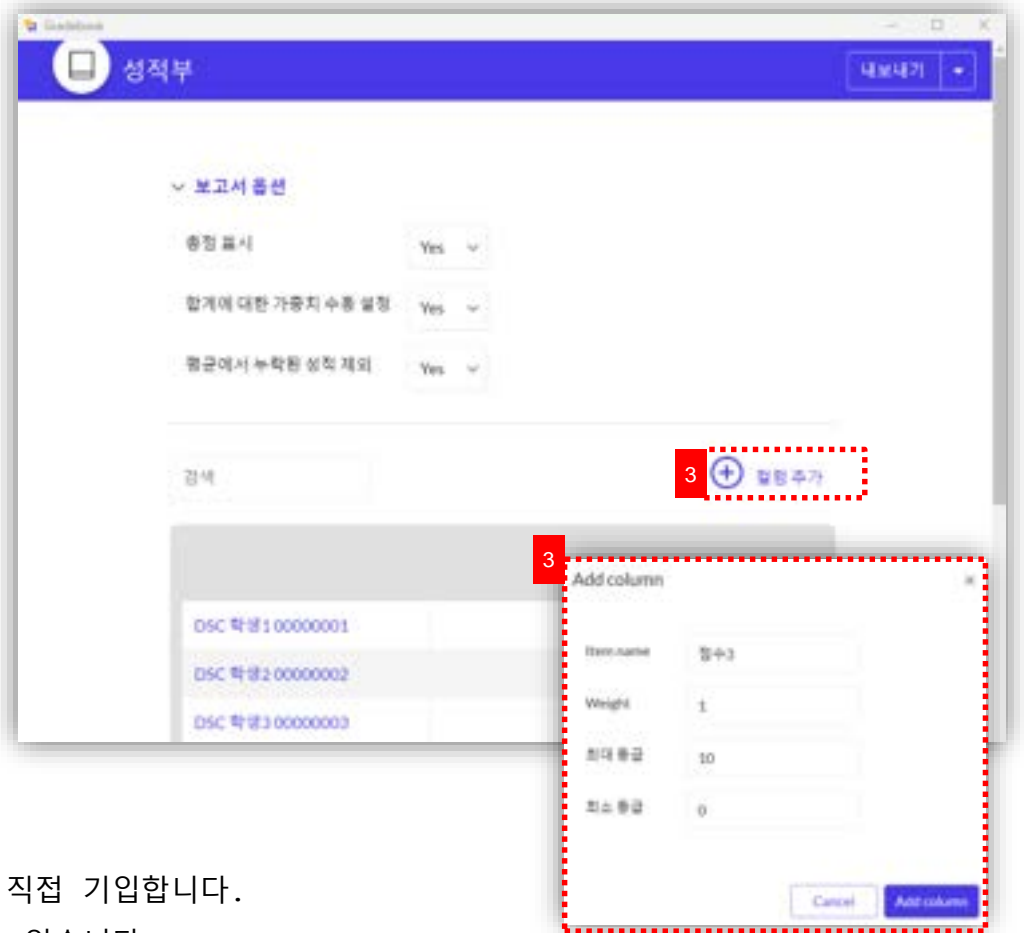 Gradebook
성적부
내보내기
보고서 옵션
총점 표시
Yes
합계에 대한 가중치 수동 설정
Yes
평균에서 누락된 성적 제외
Yes
검색
3
컬럼 추가
3
Add column
DSC 학생1 00000001
DSC 학생2 00000002
DSC 학생3 00000003
Item name 점수3
Weight 1
최대 등급 10
최소 등급 0
Cancel Add column
직접 기입합니다.